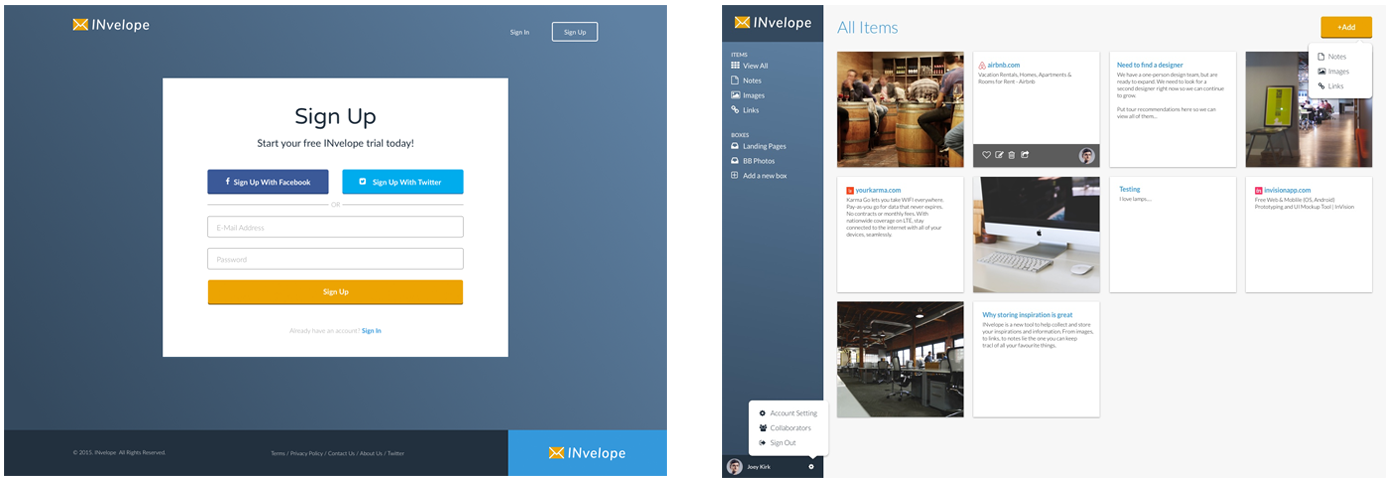 INvelope
Sign In
Sign Up
Sign Up
Start your free INvelope trial today!
Sign Up With Facebook
Sign Up With Twitter
OR
E-Mail Address
Password
Sign Up
Already have an account? Sign In
© 2015, INvelope All Rights Reserved.
Terms / Privacy Policy / Contact Us / About Us / Twitter
INvelope
INvelope
ITEMS
View All
Notes
Images
Links
BOXES
Landing Pages
BB Photos
Add a new box
Account Setting
Collaborators
Sign Out
Joey Kirk
All Items
+Add
Notes
Images
Links
airbnb.com
Vacation Rentals, Homes, Apartments &
Rooms for Rent - Airbnb
Need to find a designer
We have a one-person design team, but are
ready to expand. We need to look for a
second designer right now so we can continue
to grow.
Put tour recommendations here so we can
view all of them...
yourkarma.com
Karma Go lets you take WIFI everywhere.
Pay-as-you go for data that never expires.
No contracts or monthly fees. With
nationwide coverage on LTE, stay
connected to the internet with all of your
devices, seamlessly.
Testing
I love lamps....
invisionapp.com
Free Web & Mobilie (OS, Android)
Prototyping and UI Mockup Tool | InVision
Why storing inspiration is great
INvelope is a new tool to help collect and store
your inspirations and information. From images,
to links, to notes lie the one you can keep
tracl of all your favourite things.